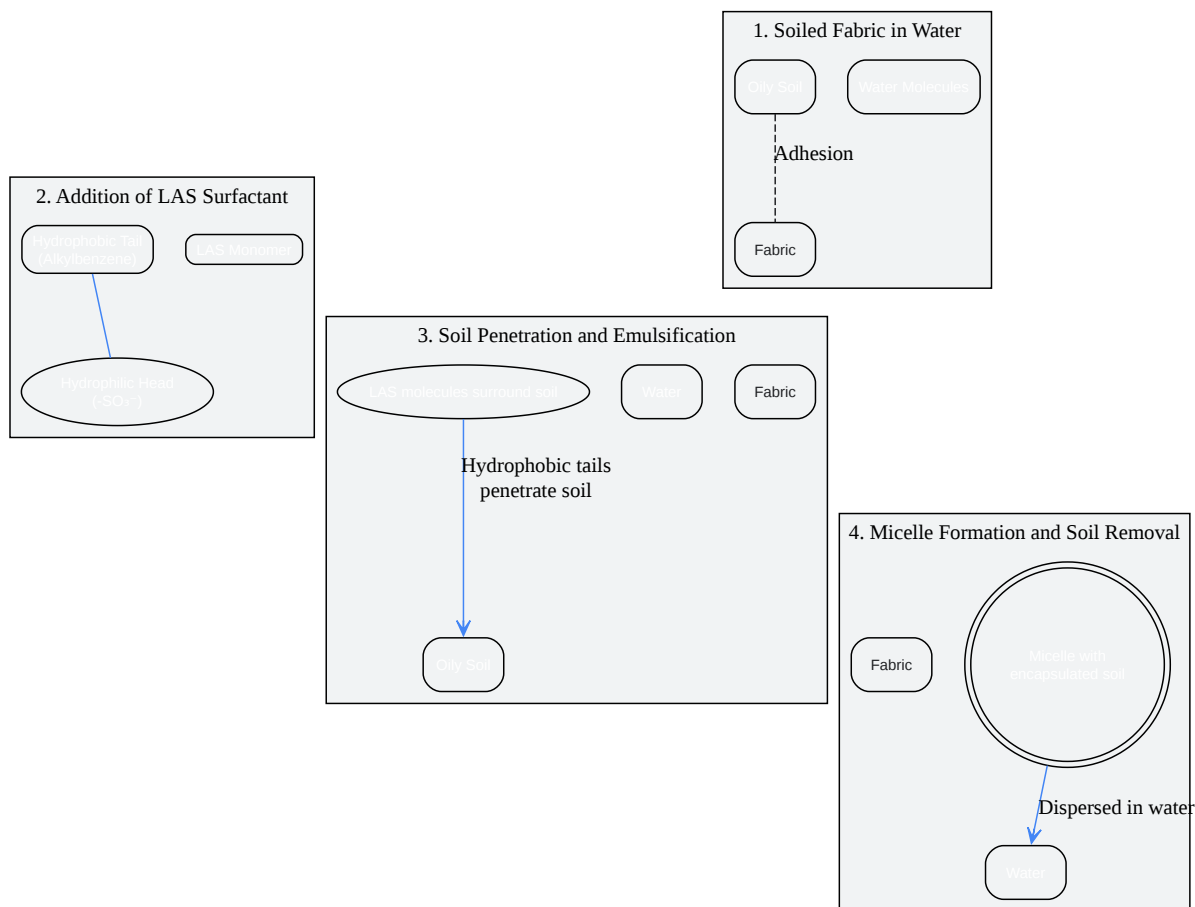 1. Soiled Fabric in Water
Oily Soil
Water Molecules
Adhesion
Fabric
2. Addition of LAS Surfactant
Hydrophobic Tail
(Alkylbenzene)
LAS Monomer
Hydrophilic Head
(-SO₃⁻)
3. Soil Penetration and Emulsification
LAS molecules surround soil
Water
Fabric
Hydrophobic tails
penetrate soil
Oily Soil
4. Micelle Formation and Soil Removal
Fabric
Micelle with
encapsulated soil
Dispersed in water
Water